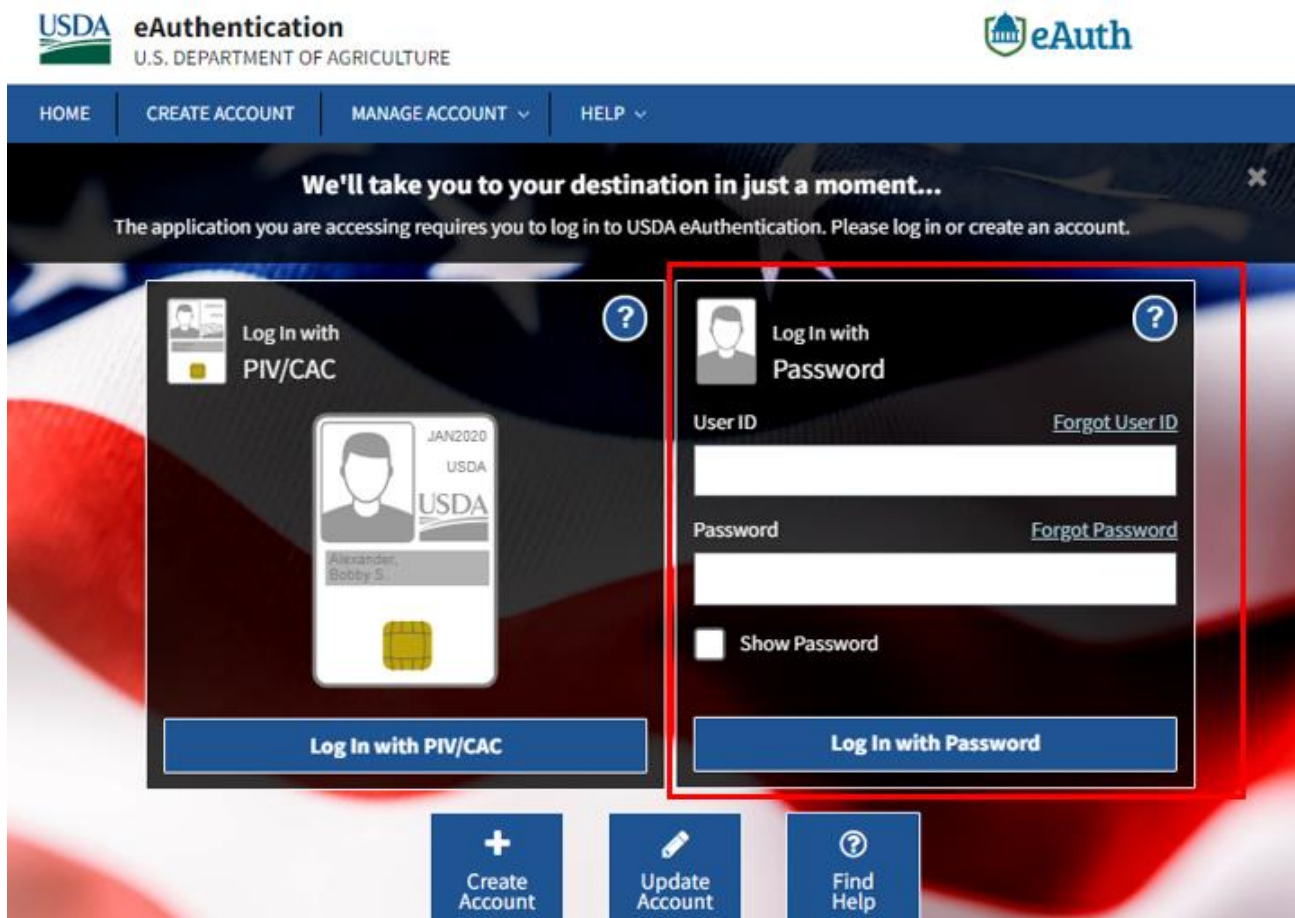 USDA
eAuthentication
U.S. DEPARTMENT OF AGRICULTURE
eAuth
HOME
CREATE ACCOUNT
MANAGE ACCOUNT
HELP
We'll take you to your destination in just a moment...
The application you are accessing requires you to log in to USDA eAuthentication. Please log in or create an account.
Log In with
PIV/CAC
?
JAN2020
USDA
USDA
Alexander,
Bobby S.
Log In with PIV/CAC
Log In with
Password
?
User ID
Forgot User ID
Password
Forgot Password
Show Password
Log In with Password
Create
Account
Update
Account
?
Find
Help